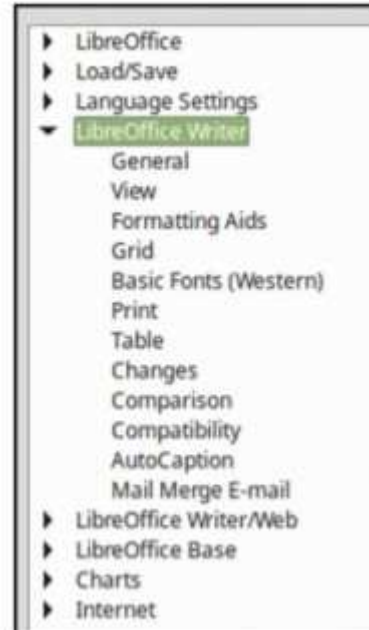 LibreOffice
Load/Save
Language Settings
LibreOffice Writer
General
View
Formatting Aids
Grid
Basic Fonts (Western)
Print
Table
Changes
Comparison
Compatibility
AutoCaption
Mail Merge E-mail
LibreOffice Writer/Web
LibreOffice Base
Charts
Internet